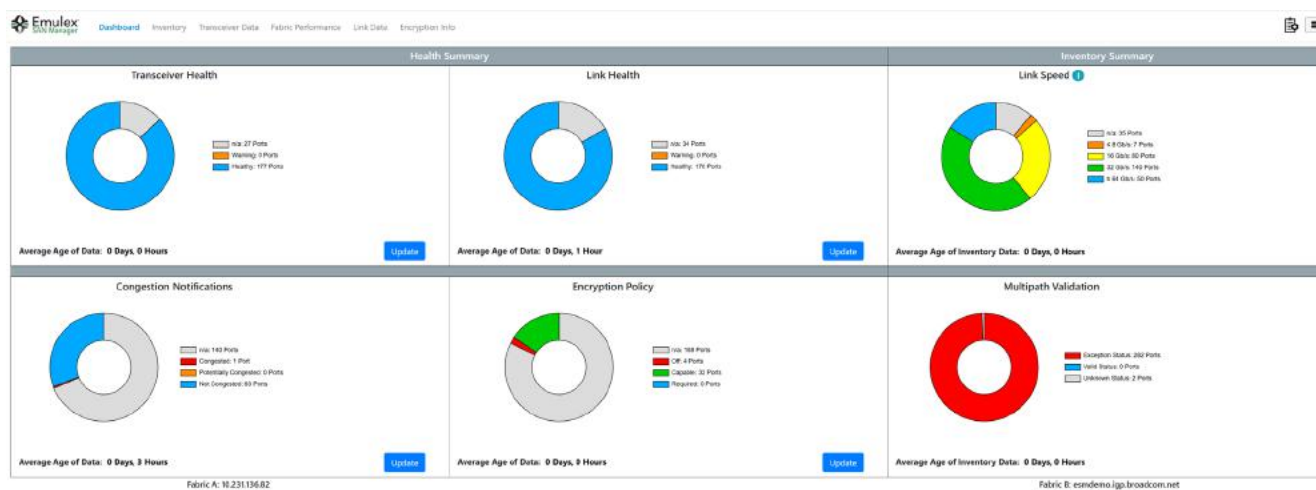 Emulex
SAN Manager
Dashboard Inventory Transceiver Data Fabric Performance Link Data Encryption Info
Health Summary
Inventory Summary
Transceiver Health
n/a: 27 Ports
Warning: 0 Ports
Healthy: 177 Ports
Average Age of Data: 0 Days, 0 Hours
Update
Link Health
n/a: 34 Ports
Warning: 0 Ports
Healthy: 170 Ports
Average Age of Data: 0 Days, 1 Hour
Update
Link Speed
n/a: 35 Ports
16 Gb/s: 80 Ports
32 Gb/s: 140 Ports
64 Gb/s: 50 Ports
Average Age of Inventory Data: 0 Days, 0 Hours
Congestion Notifications
n/a: 140 Ports
Congested: 1 Port
Potentially Congested: 0 Ports
Not Congested: 63 Ports
Average Age of Data: 0 Days, 3 Hours
Update
Encryption Policy
n/a: 168 Ports
Off: 4 Ports
Capable: 32 Ports
Required: 0 Ports
Average Age of Data: 0 Days, Hours
Update
Multipath Validation
Exception Status: 282 Ports
Valid Status: 0 Ports
Unknown Status: 2 Ports
Average Age of Inventory Data: 0 Days, 0 Hours
Fabric A: 10.231.136.82
Fabric B: esmdemo.igp.broadcom.net